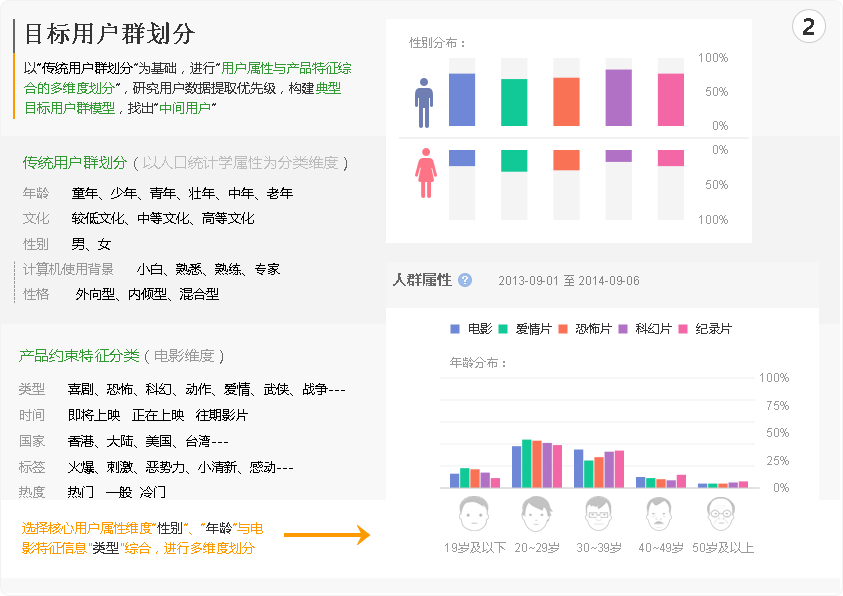 目标用户群划分
以"传统用户群划分"为基础，进行"用户属性与产品特征综
合的多维度划分"，研究用户数据提取优先级，构建典型
目标用户群模型，找出"中间用户"
2
传统用户群划分（以人口统计学属性为分类维度）
年龄 童年、少年、青年、壮年、中年、老年
文化 较低文化、中等文化、高等文化
性别 男、女
计算机使用背景 小白、熟悉、熟练、专家
性格 外向型、内倾型、混合型
产品约束特征分类（电影维度）
类型 喜剧、恐怖、科幻、动作、爱情、武侠、战争---
时间 即将上映 正在上映 往期影片
国家 香港、大陆、美国、台湾---
标签 火爆、刺激、恶势力、小清新、感动---
热度 热门 一般 冷门
选择核心用户属性维度"性别"、"年龄"与电
影特征信息"类型"综合，进行多维度划分
性别分布：
100%
50%
0%
0%
50%
100%
人群属性 ? 2013-09-01 至 2014-09-06
电影 爱情片 恐怖片 科幻片 纪录片
年龄分布：
100%
75%
50%
25%
0%
19岁及以下 20~29岁 30~39岁 40~49岁 50岁及以上